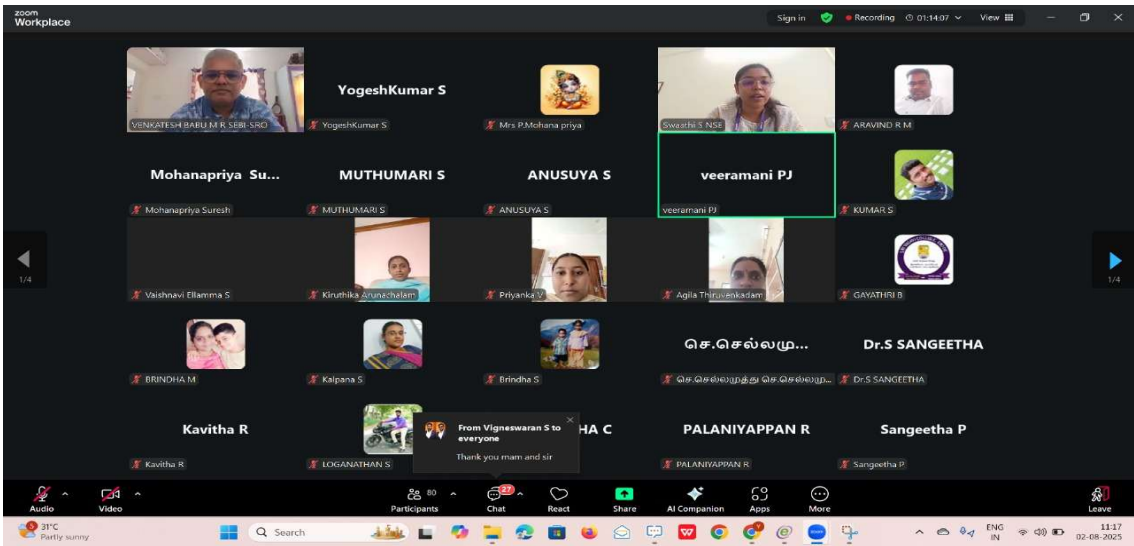 zoom
Workplace
Sign in
Recording
01:14:07
View
VENKATESH BABU M R SEBI-SRO
YogeshKumar S
YogeshKumar S
Mrs P.Mohana priya
Swaathi S NSE
ARAVIND R M
Mohanapriya Su...
Mohanapriya Suresh
MUTHUMARI S
MUTHUMARI S
ANUSUYA S
ANUSUYA S
veeramani PJ
veeramani PJ
KUMAR S
1/4
Vaishnavi Ellamma S
Kiruthika Arunachalam
Priyanka V
Agila Thiruvenkadam
GAYATHRI B
1/4
BRINDHA M
Kalpana S
Brindha S
செ.செல்லமு...
செ.செல்லமுத்து செ.செல்லமு...
Dr.S SANGEETHA
Dr.S SANGEETHA
Kavitha R
Kavitha R
LOGANATHAN S
From Vigneswaran S to
everyone
Thank you mam and sir
HA C
PALANIYAPPAN R
PALANIYAPPAN R
Sangeetha P
Sangeetha P
Audio
Video
80
Participants
27
Chat
React
Share
AI Companion
Apps
More
Leave
31°C
Partly sunny
Search
ENG
IN
11:17
02-08-2025